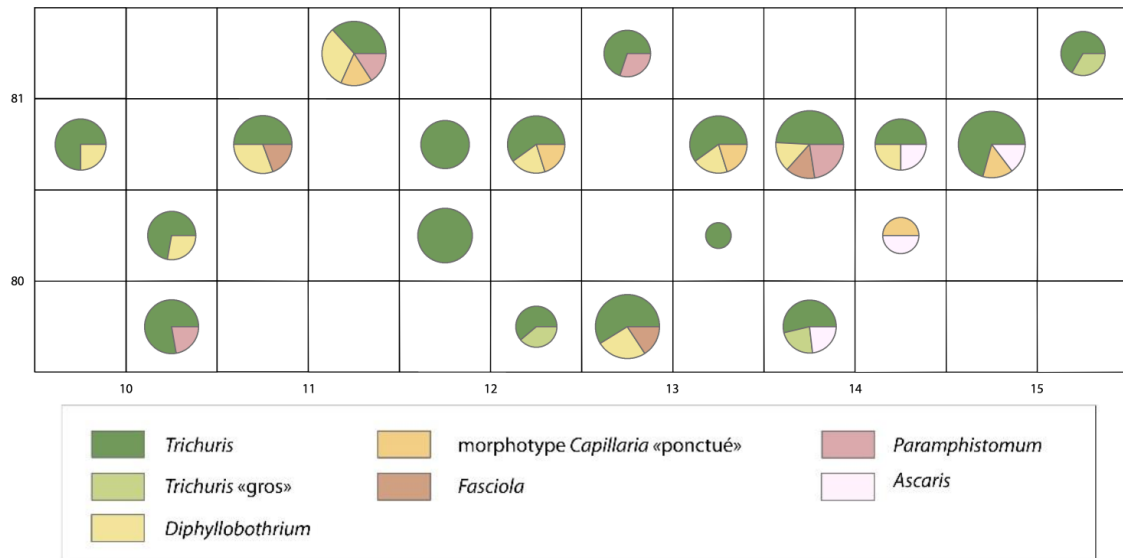 81
80
10 11 12 13 14 15
Trichuris
Trichuris «gros»
Diphyllobothrium
morphotype Capillaria «ponctué»
Fasciola
Paramphistomum
Ascaris